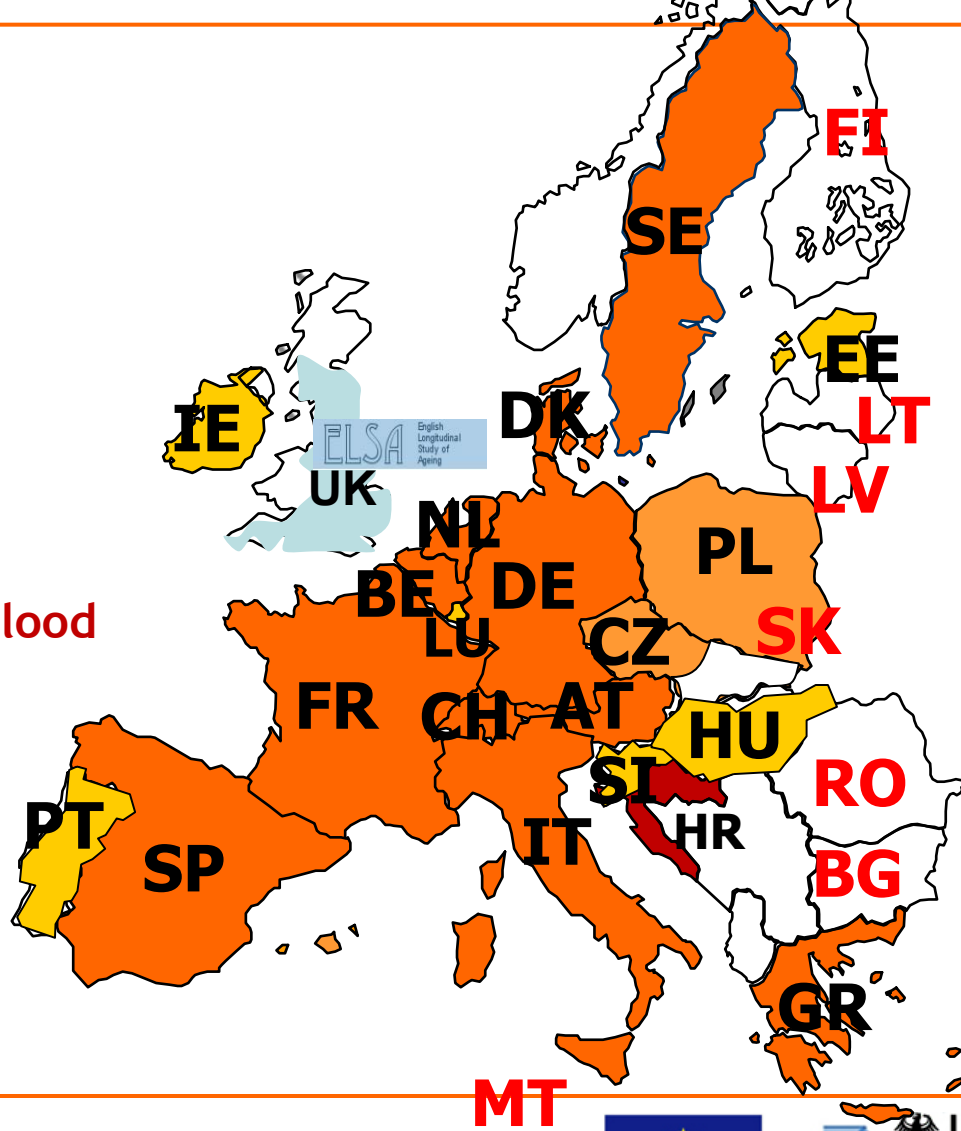 FI
SE
EE
IE
DK
LT
ELSA
English
Longitudinal
Study of
Ageing
UK
LV
NL
PL
BE
DE
lood
LU
CZ
SK
FR
CH
AT
HU
SI
RO
PT
HR
SP
IT
BG
GR
MT